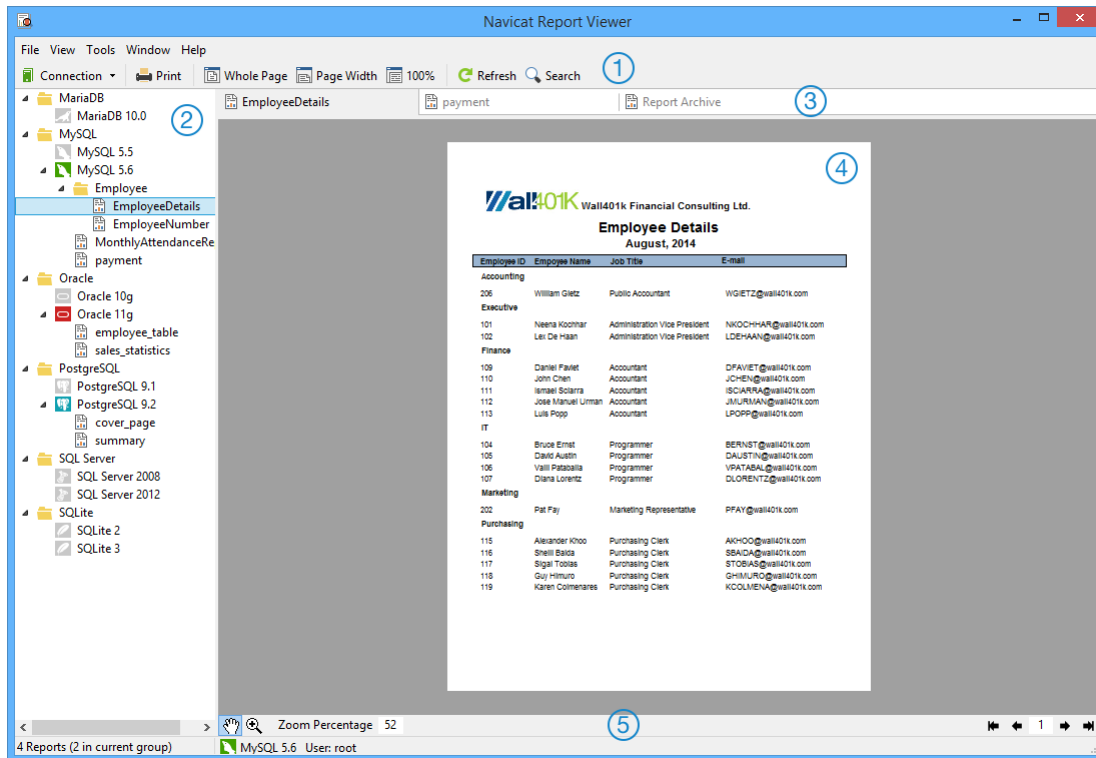 Navicat Report Viewer
File View Tools Window Help
Connection Print Whole Page Page Width 100% Refresh Search
1
MariaDB
MariaDB 10.0
MySQL
MySQL 5.5
MySQL 5.6
Employee
EmployeeDetails
EmployeeNumber
MonthlyAttendanceRe
payment
Oracle
Oracle 10g
Oracle 11g
employee_table
sales_statistics
PostgreSQL
PostgreSQL 9.1
PostgreSQL 9.2
cover_page
summary
SQL Server
SQL Server 2008
SQL Server 2012
SQLite
SQLite 2
SQLite 3
2
EmployeeDetails payment Report Archive
3
4
Wall401K Wall401k Financial Consulting Ltd.
Employee Details
August, 2014
Employee ID Empoyee Name Job Title E-mail
Accounting
206 William Gietz Public Accountant WGIETZ@wall401k.com
Executive
101 Neena Kochhar Administration Vice President NKOCHHAR@wall401k.com
102 Lex De Haan Administration Vice President LDEHAAN@wall401k.com
Finance
109 Daniel Faviet Accountant DFAVIET@wall401k.com
110 John Chen Accountant JCHEN@wall401k.com
111 Ismael Sciarra Accountant ISCIARRA@wall401k.com
112 Jose Manuel Urman Accountant JMURMAN@wall401k.com
113 Luis Popp Accountant LPOPP@wall401k.com
IT
104 Bruce Ernst Programmer BERNST@wall401k.com
105 David Austin Programmer DAUSTIN@wall401k.com
106 Valli Pataballa Programmer VPATABAL@wall401k.com
107 Diana Lorentz Programmer DLORENTZ@wall401k.com
Marketing
202 Pat Fay Marketing Representative PFAY@wall401k.com
Purchasing
115 Alexander Khoo Purchasing Clerk AKHOO@wall401k.com
116 Shelli Baida Purchasing Clerk SBAIDA@wall401k.com
117 Sigal Tobias Purchasing Clerk STOBIAS@wall401k.com
118 Guy Himuro Purchasing Clerk GHIMURO@wall401k.com
119 Karen Colmenares Purchasing Clerk KCOLMENA@wall401k.com
Zoom Percentage 52
5
1
4 Reports (2 in current group) MySQL 5.6 User: root